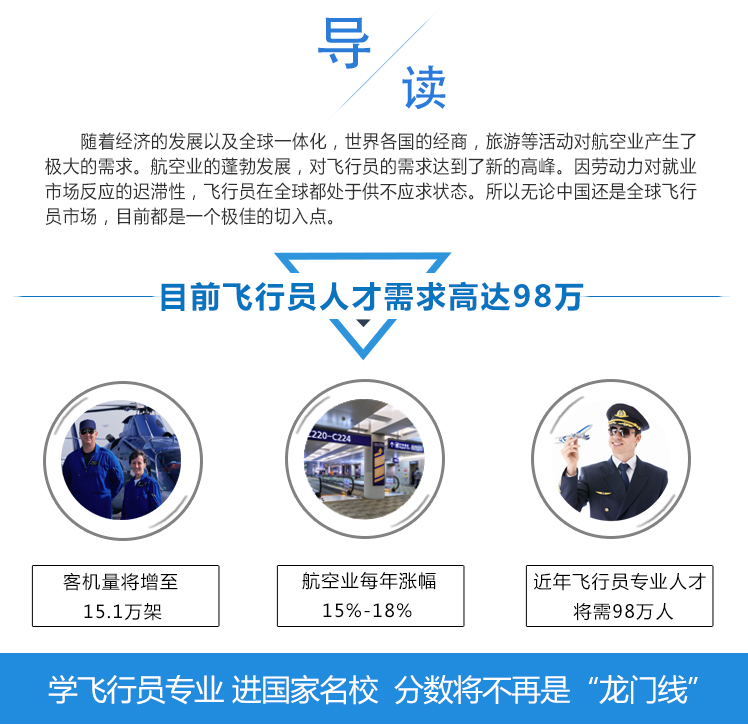 导
读
随着经济的发展以及全球一体化，世界各国的经商，旅游等活动对航空业产生了
极大的需求。航空业的蓬勃发展，对飞行员的需求达到了新的高峰。因劳动力对就业
市场反应的迟滞性，飞行员在全球都处于供不应求状态。所以无论中国还是全球飞行
员市场，目前都是一个极佳的切入点。
目前飞行员人才需求高达98万
C220-C224
客机量将增至
15.1万架
航空业每年涨幅
15%-18%
近年飞行员专业人才
将需98万人
学飞行员专业 进国家名校 分数将不再是“龙门线”